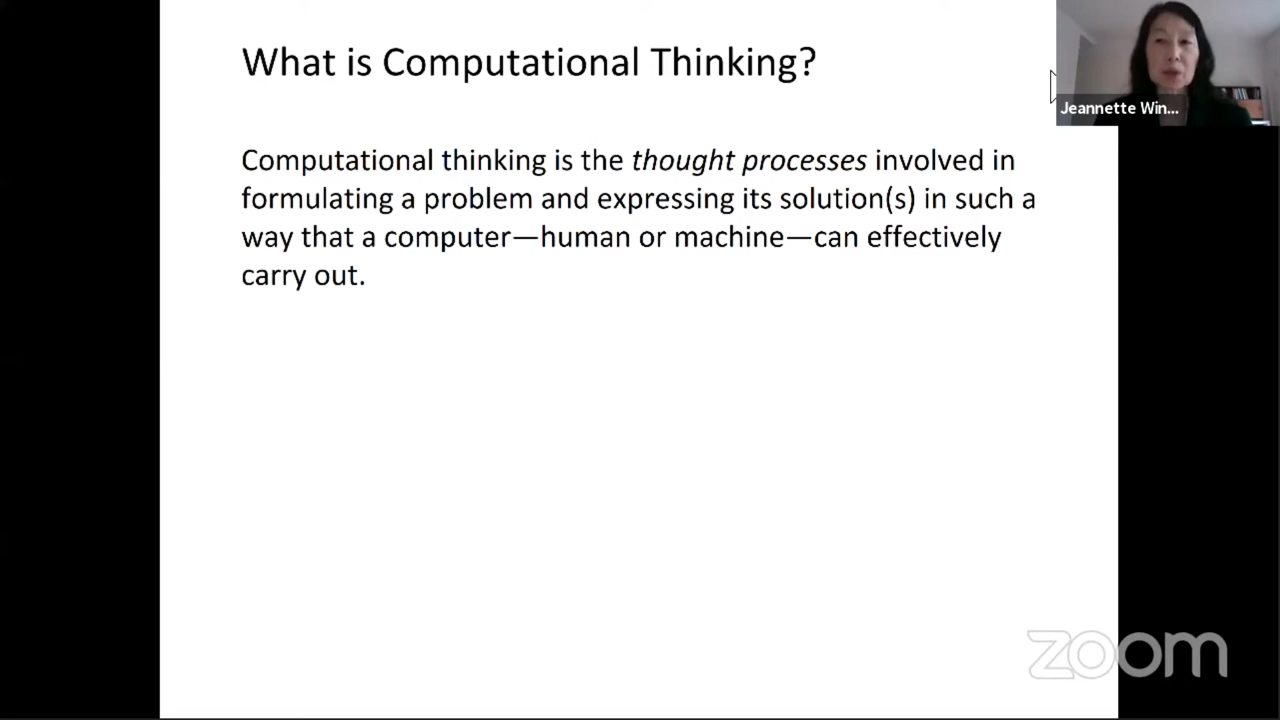 What is Computational Thinking?
Jeannette Win...
Computational thinking is the thought processes involved in
formulating a problem and expressing its solution(s) in such a
way that a computer—human or machine—can effectively
carry out.
zoom